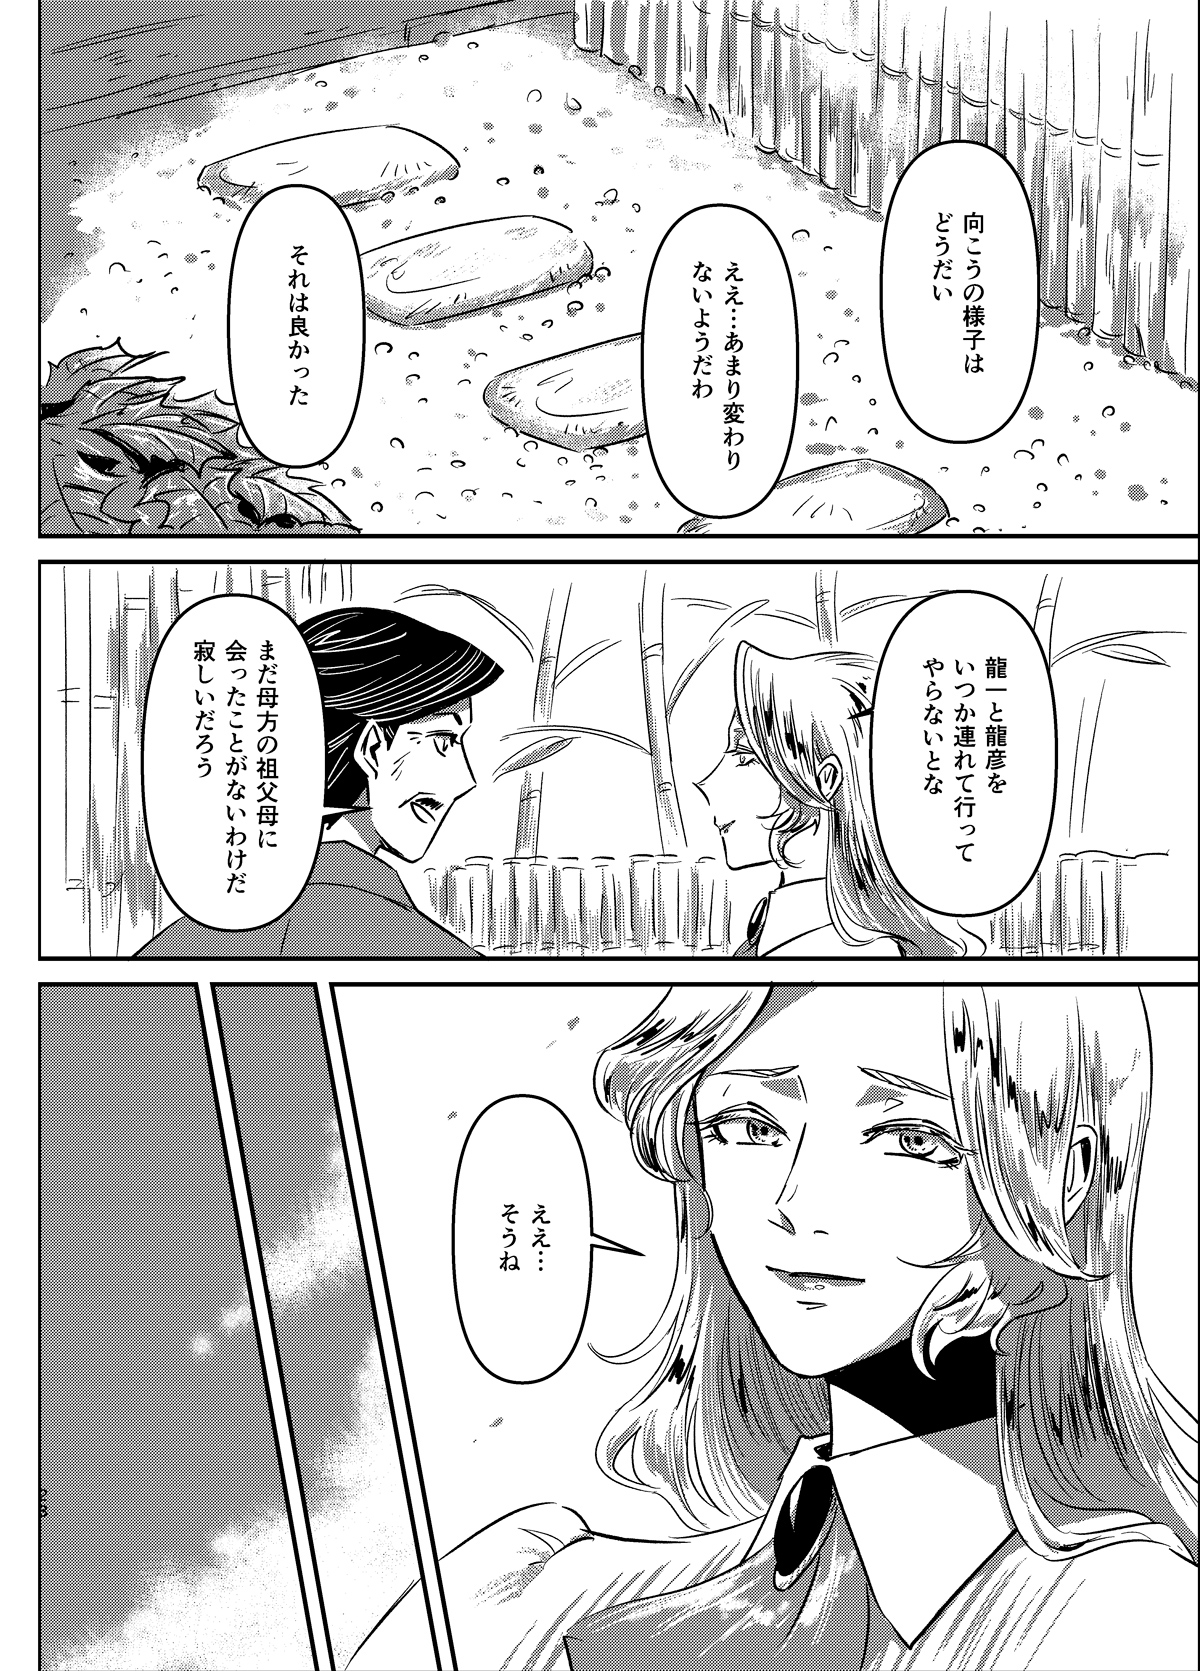 向こうの様子は
どうだい
ええ…あまり変わり
ないようだわ
それは良かった
龍一と龍彦を
いつか連れて行って
やらないとな
まだ母方の祖父母に
会ったことがないわけだ
寂しいだろう
ええ…
そうね
28